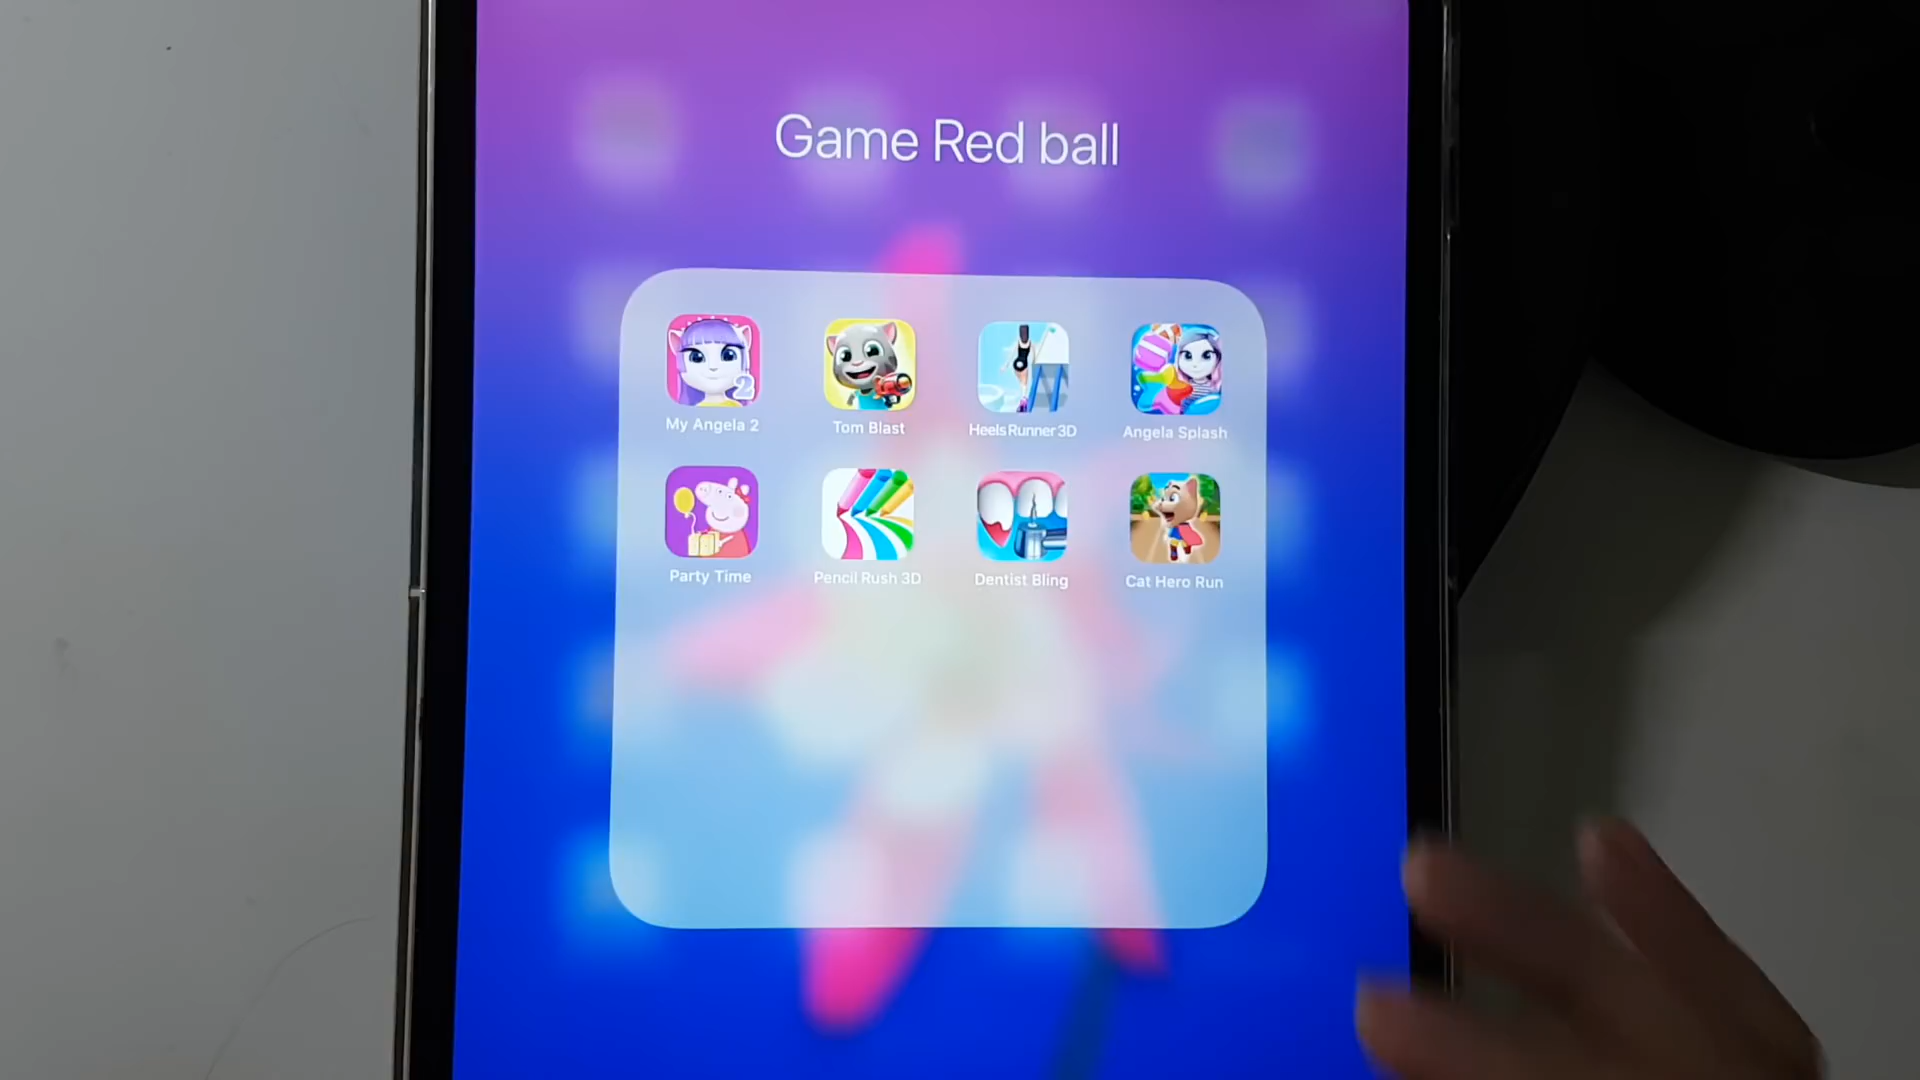 Game Red ball
My Angela 2
Tom Blast
Heels Runner 3D
Angela Splash
Party Time
Pencil Rush 3D
Dentist Bling
Cat Hero Run
2